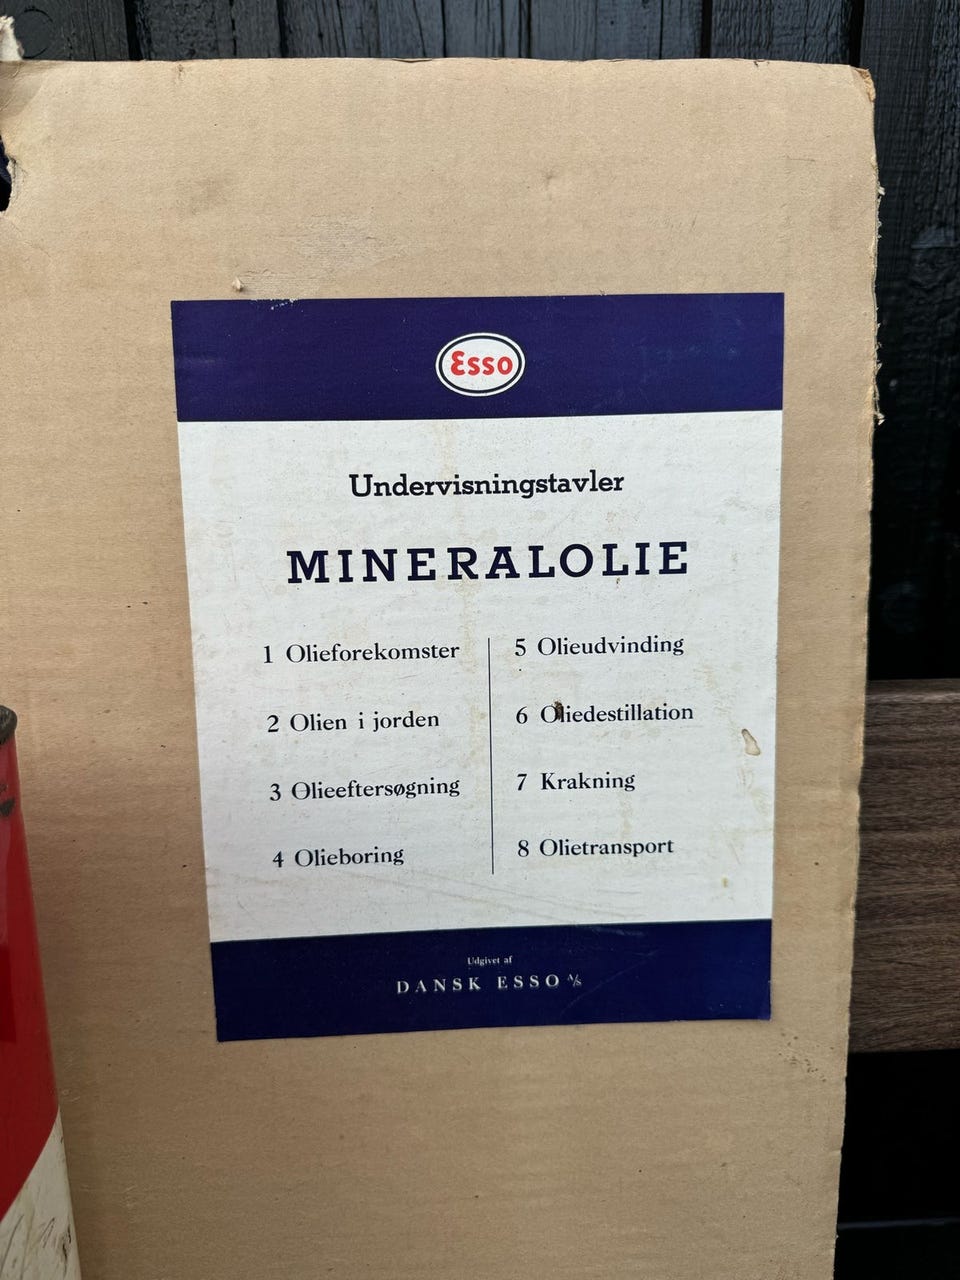 Esso
Undervisningstavler
MINERALOLIE
1 Olieforekomster
2 Olien i jorden
3 Olieeftersøgning
4 Olieboring
5 Olieudvinding
6 Oliedestillation
7 Krakning
8 Olietransport
Udgivet af
DANSK ESSO A/S